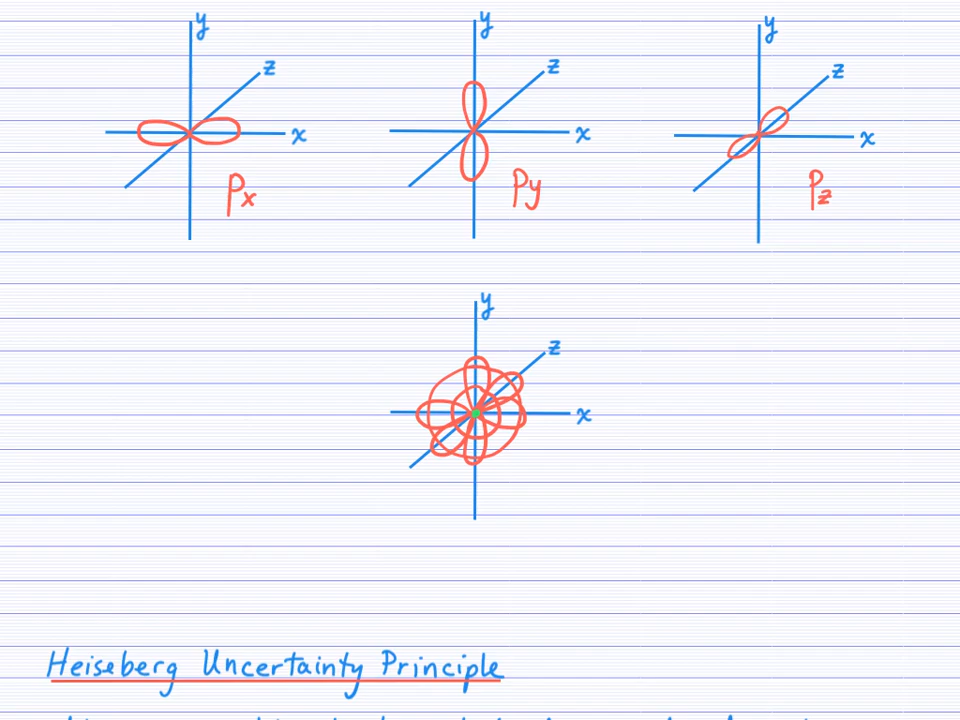 y y y
z z z
x x x
Px Py Pz
y
z
x
Heiseberg Uncertainty Principle